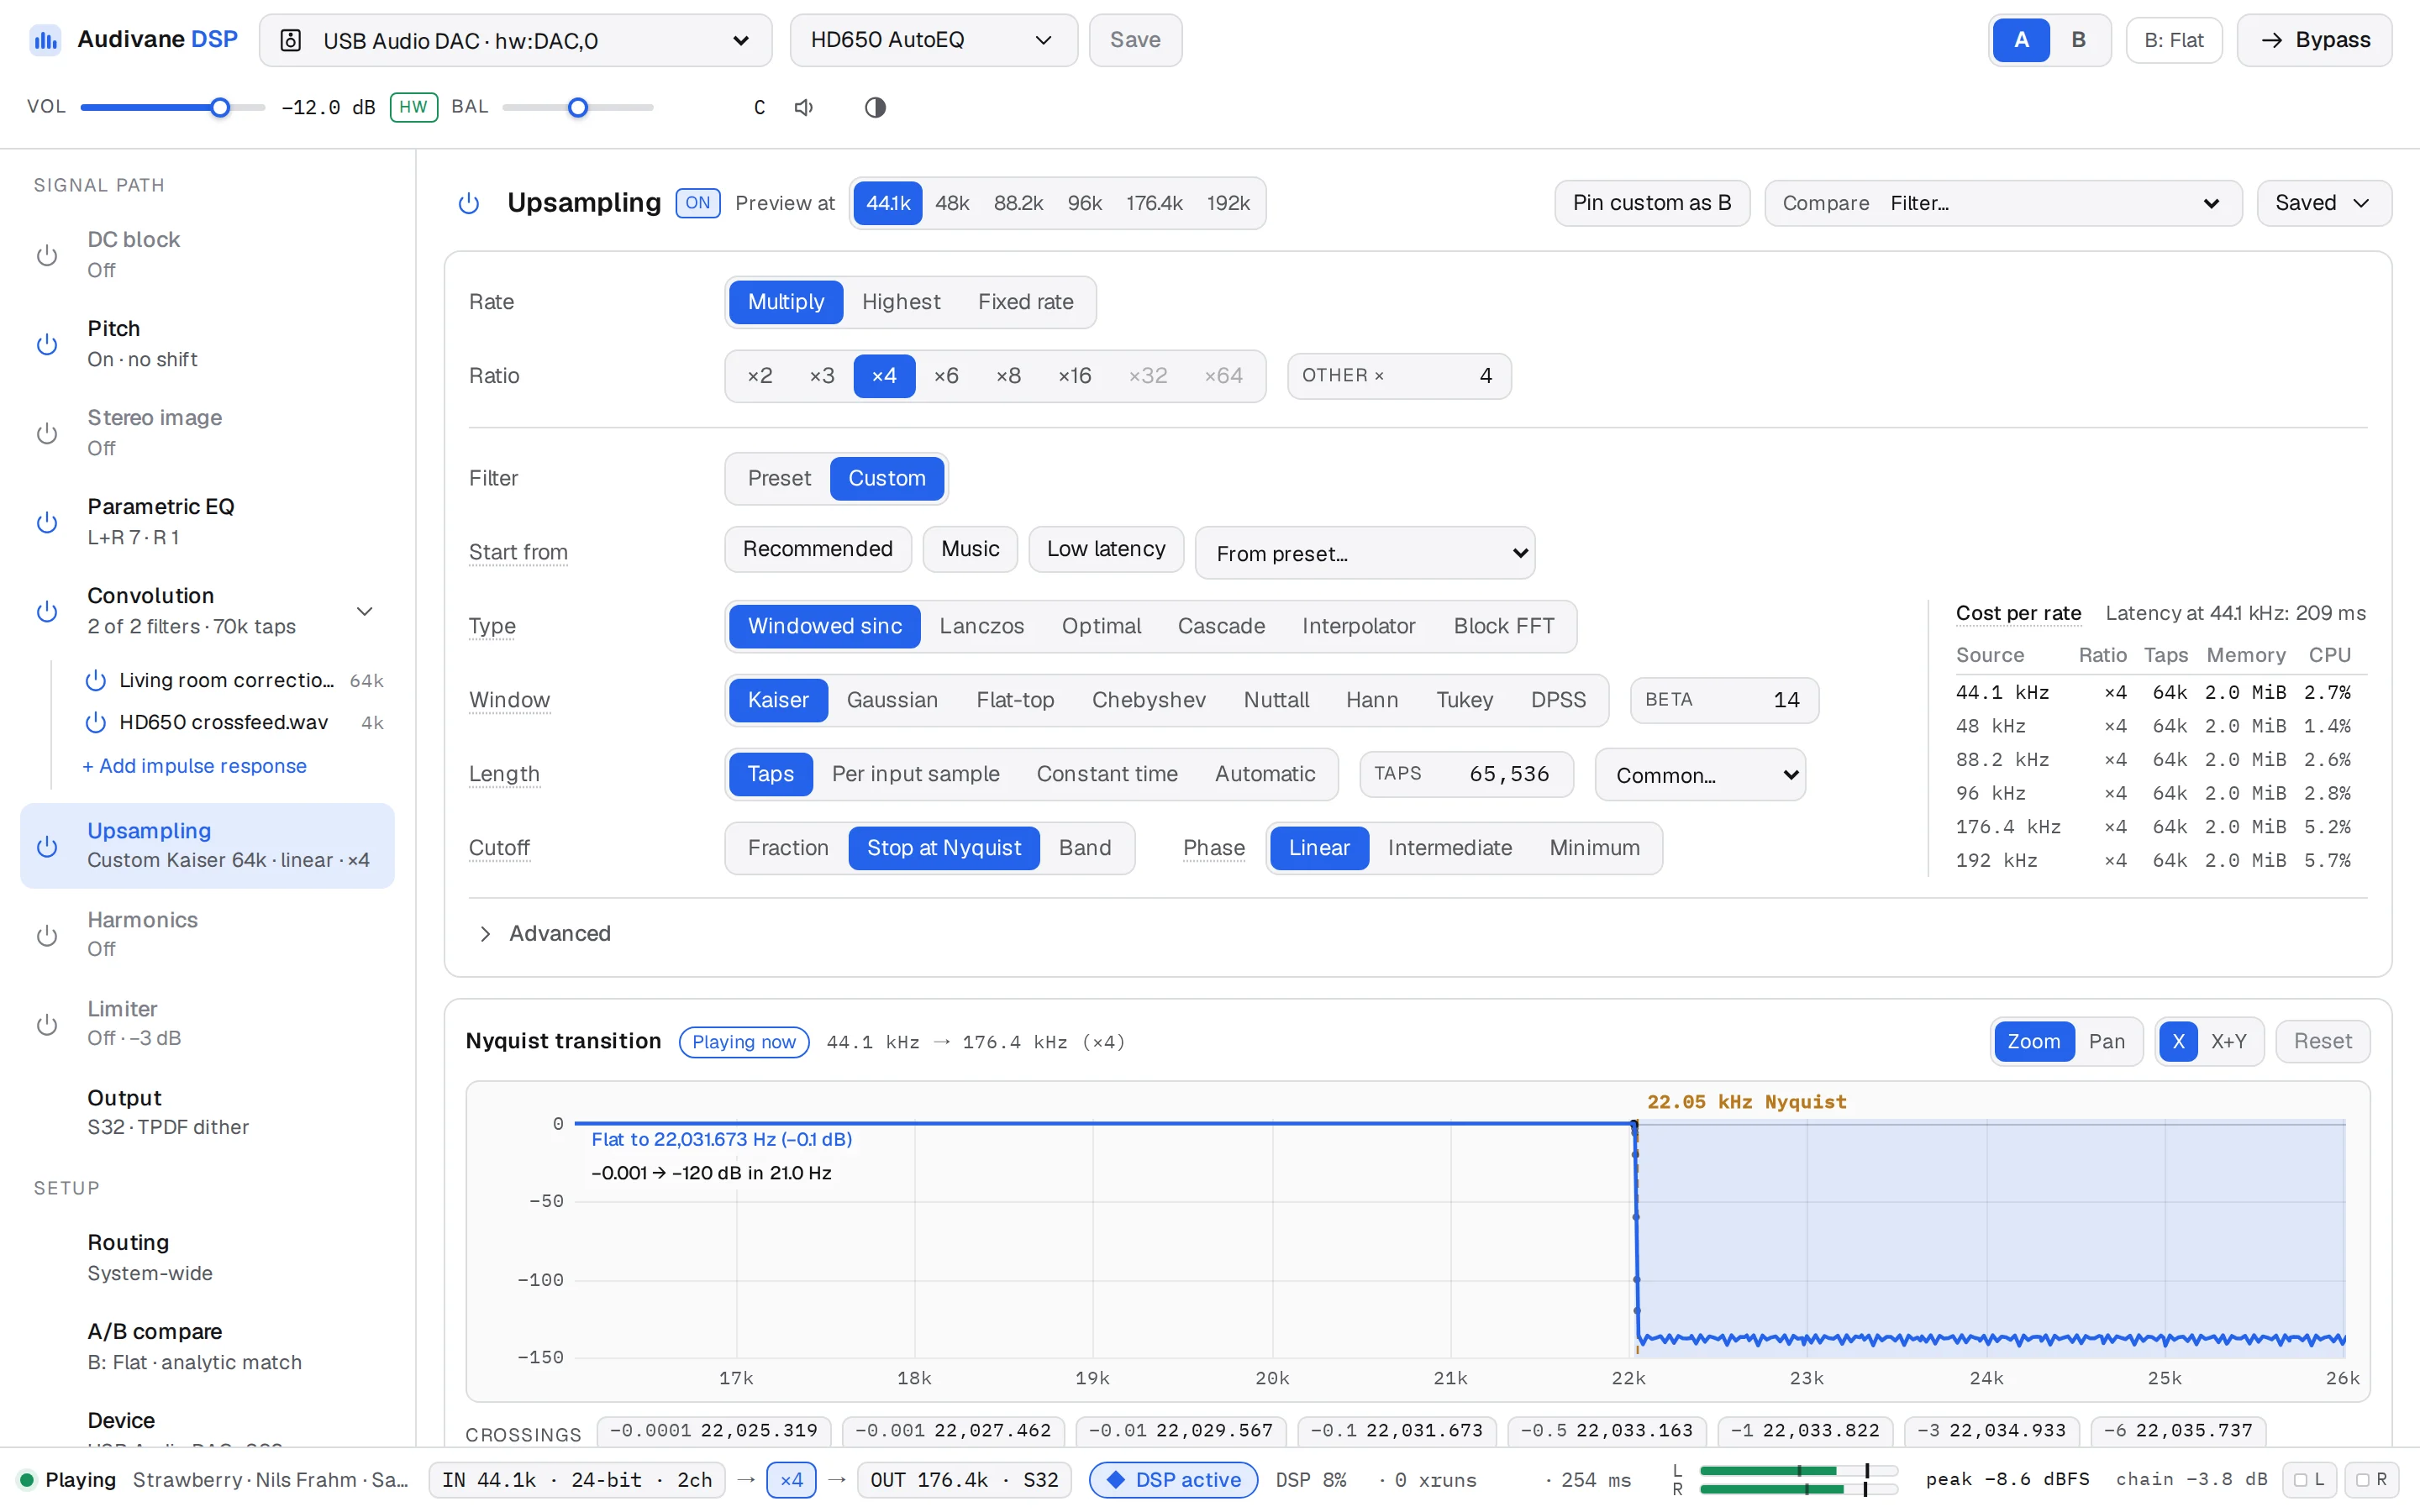 Audivane DSP
USB Audio DAC · hw:DAC,0
HD650 AutoEQ
Save
A B
B: Flat
Bypass
VOL −12.0 dB HW BAL C
SIGNAL PATH
DC block
Off
Pitch
On · no shift
Stereo image
Off
Parametric EQ
L+R 7 · R 1
Convolution
2 of 2 filters · 70k taps
Living room correctio... 64k
HD650 crossfeed.wav 4k
+ Add impulse response
Upsampling
Custom Kaiser 64k · linear · ×4
Harmonics
Off
Limiter
Off · −3 dB
Output
S32 · TPDF dither
SETUP
Routing
System-wide
A/B compare
B: Flat · analytic match
Device
Upsampling ON Preview at 44.1k 48k 88.2k 96k 176.4k 192k
Pin custom as B
Compare Filter...
Saved
Rate Multiply Highest Fixed rate
Ratio ×2 ×3 ×4 ×6 ×8 ×16 ×32 ×64 OTHER × 4
Filter Preset Custom
Start from Recommended Music Low latency From preset...
Type Windowed sinc Lanczos Optimal Cascade Interpolator Block FFT
Window Kaiser Gaussian Flat-top Chebyshev Nuttall Hann Tukey DPSS BETA 14
Length Taps Per input sample Constant time Automatic TAPS 65,536 Common...
Cutoff Fraction Stop at Nyquist Band Phase Linear Intermediate Minimum
Cost per rate Latency at 44.1 kHz: 209 ms
Source Ratio Taps Memory CPU
44.1 kHz ×4 64k 2.0 MiB 2.7%
48 kHz ×4 64k 2.0 MiB 1.4%
88.2 kHz ×4 64k 2.0 MiB 2.6%
96 kHz ×4 64k 2.0 MiB 2.8%
176.4 kHz ×4 64k 2.0 MiB 5.2%
192 kHz ×4 64k 2.0 MiB 5.7%
Advanced
Nyquist transition Playing now 44.1 kHz → 176.4 kHz (×4)
Zoom Pan X X+Y Reset
22.05 kHz Nyquist
0
Flat to 22,031.673 Hz (−0.1 dB)
−0.001 → −120 dB in 21.0 Hz
−50
−100
−150
17k 18k 19k 20k 21k 22k 23k 24k 25k 26k
CROSSINGS −0.0001 22,025.319 −0.001 22,027.462 −0.01 22,029.567 −0.1 22,031.673 −0.5 22,033.163 −1 22,033.822 −3 22,034.933 −6 22,035.737
Playing Strawberry · Nils Frahm · Sa... IN 44.1k · 24-bit · 2ch → ×4 → OUT 176.4k · S32 DSP active DSP 8% · 0 xruns · 254 ms L R peak −8.6 dBFS chain −3.8 dB L R